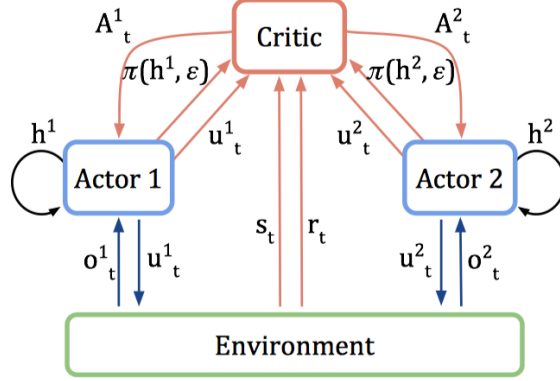 A¹ₜ Critic A²ₜ
π(h¹, ε) π(h², ε)
h¹ u¹ₜ u²ₜ h²
Actor 1 Actor 2
sₜ rₜ
o¹ₜ u¹ₜ u²ₜ o²ₜ
Environment